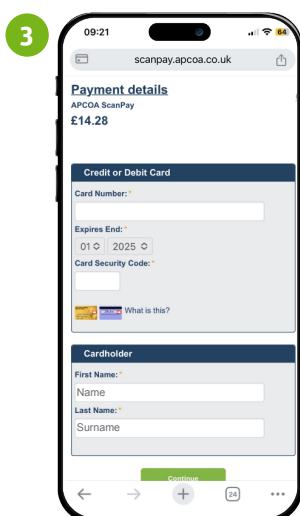 3
09:21
64
scanpay.apcoa.co.uk
Payment details
APCOA ScanPay
£14.28
Credit or Debit Card
Card Number:*
Expires End:*
01 2025
Card Security Code:*
What is this?
Cardholder
First Name:*
Name
Last Name:*
Surname
Continue
24